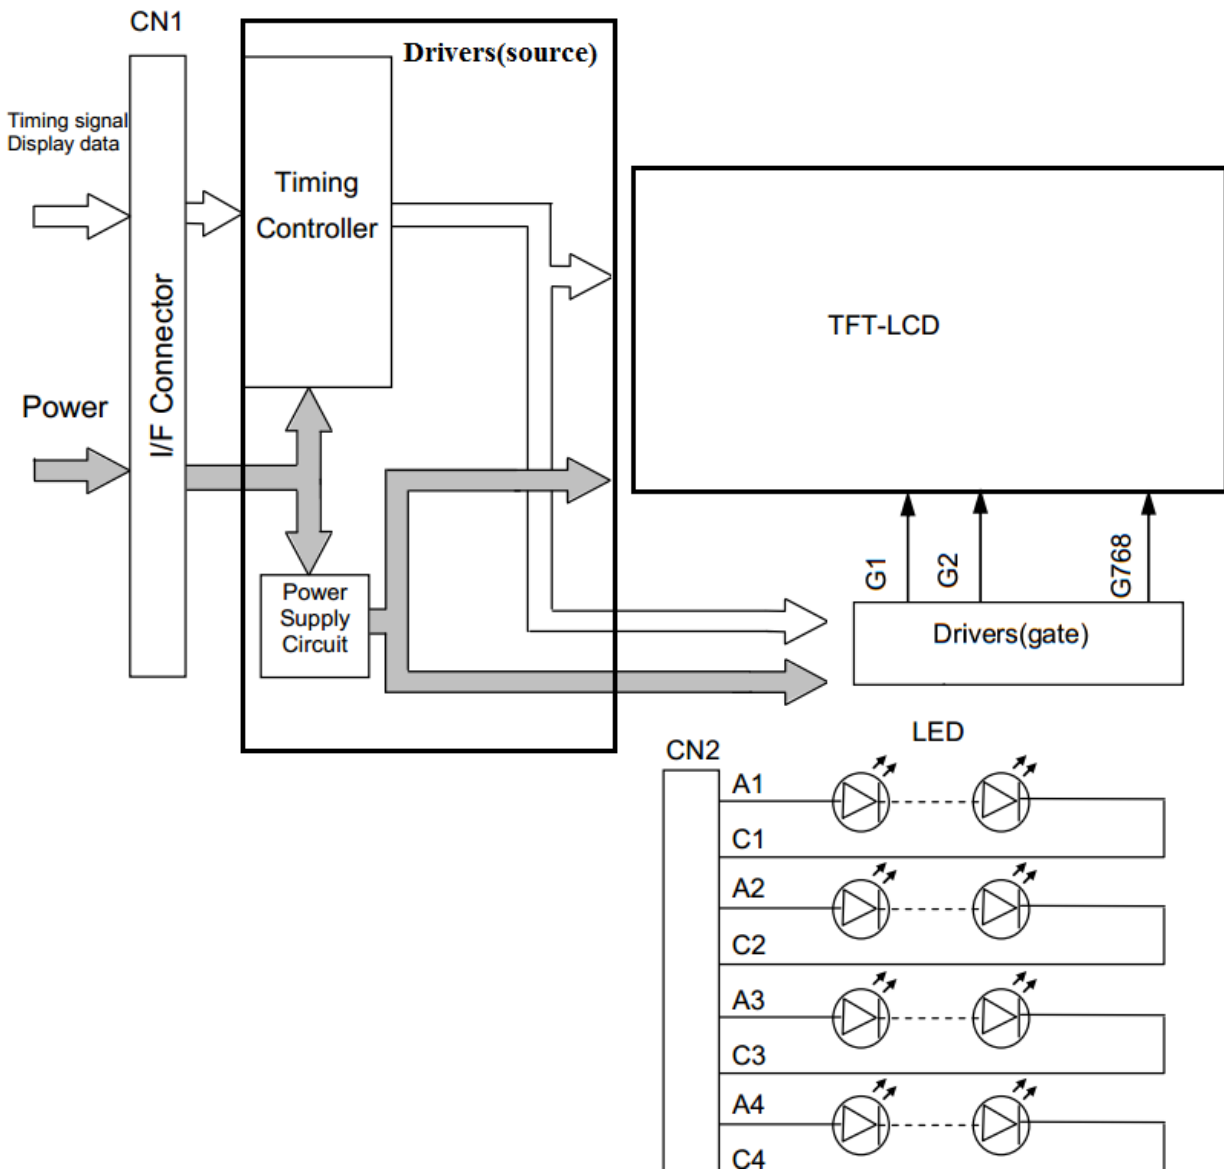 CN1
Drivers(source)
Timing signal
Display data
Timing
Controller
I/F Connector
TFT-LCD
Power
G1
G2
G768
Power
Supply
Circuit
Drivers(gate)
LED
CN2
A1
C1
A2
C2
A3
C3
A4
C4